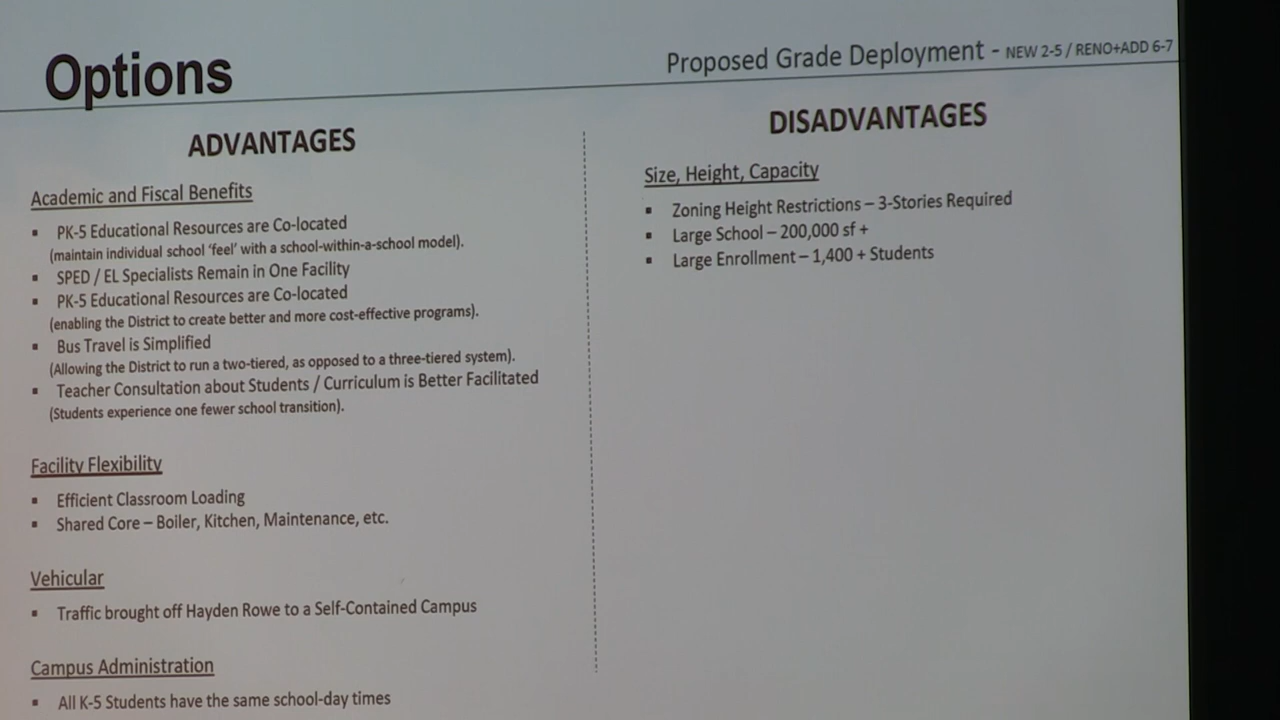 Options
Proposed Grade Deployment - NEW 2-5 / RENO+ADD 6-7
ADVANTAGES
Academic and Fiscal Benefits
▪ PK-5 Educational Resources are Co-located
(maintain individual school 'feel' with a school-within-a-school model).
▪ SPED / EL Specialists Remain in One Facility
▪ PK-5 Educational Resources are Co-located
(enabling the District to create better and more cost-effective programs).
▪ Bus Travel is Simplified
(Allowing the District to run a two-tiered, as opposed to a three-tiered system).
▪ Teacher Consultation about Students / Curriculum is Better Facilitated
(Students experience one fewer school transition).
Facility Flexibility
▪ Efficient Classroom Loading
▪ Shared Core – Boiler, Kitchen, Maintenance, etc.
Vehicular
▪ Traffic brought off Hayden Rowe to a Self-Contained Campus
Campus Administration
▪ All K-5 Students have the same school-day times
DISADVANTAGES
Size, Height, Capacity
▪ Zoning Height Restrictions – 3-Stories Required
▪ Large School – 200,000 sf +
▪ Large Enrollment – 1,400 + Students